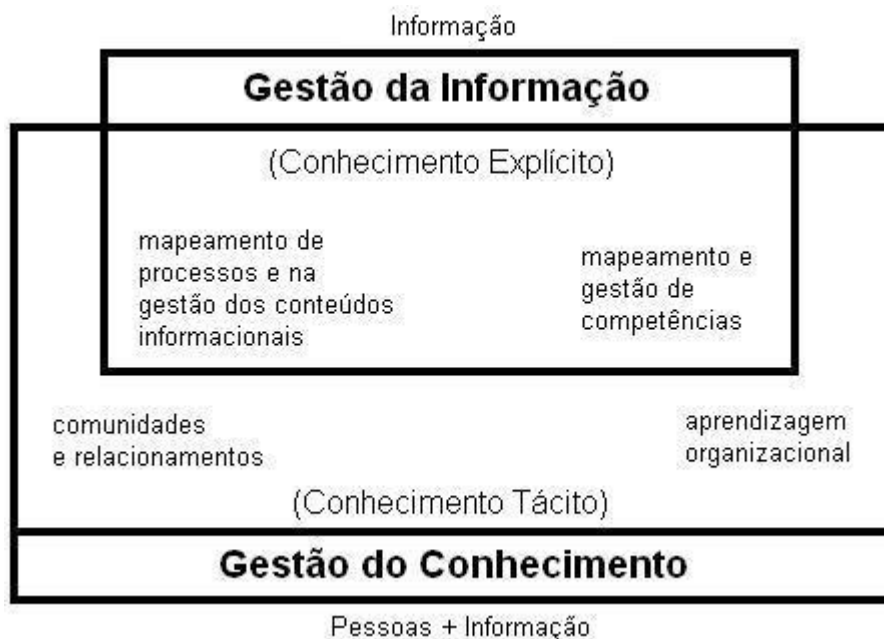 Informação
Gestão da Informação
(Conhecimento Explícito)
mapeamento de
processos e na
gestão dos conteúdos
informacionais
mapeamento e
gestão de
competências
comunidades
e relacionamentos
aprendizagem
organizacional
(Conhecimento Tácito)
Gestão do Conhecimento
Pessoas + Informação